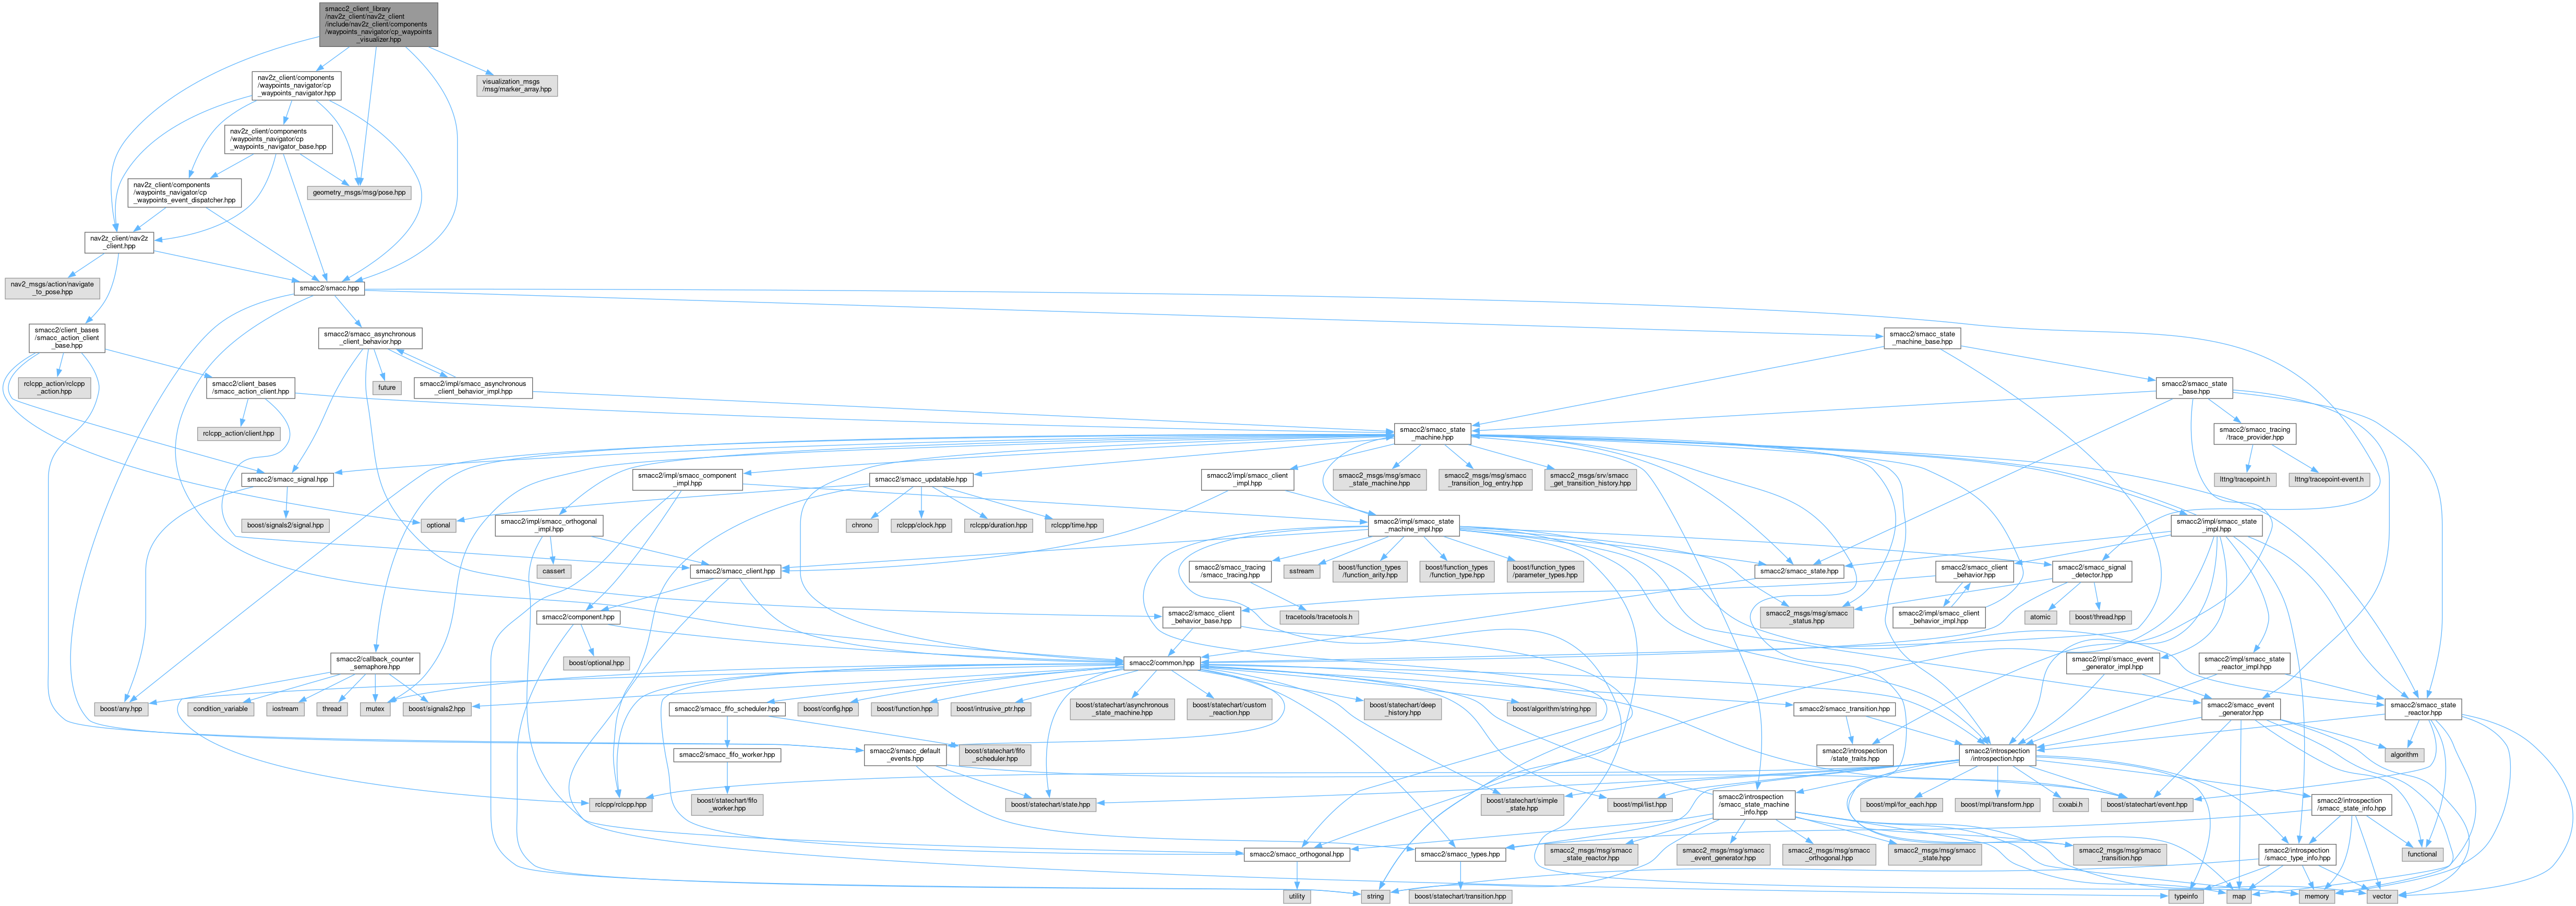 smacc2_client_library
/nav2z_client/nav2z_client
/include/nav2z_client/components
/waypoints_navigator/cp_waypoints
_visualizer.hpp
nav2z_client/components
/waypoints_navigator/cp
_waypoints_navigator.hpp
visualization_msgs
/msg/marker_array.hpp
nav2z_client/components
/waypoints_navigator/cp
_waypoints_navigator_base.hpp
nav2z_client/components
/waypoints_navigator/cp
_waypoints_event_dispatcher.hpp
geometry_msgs/msg/pose.hpp
nav2z_client/nav2z
_client.hpp
nav2_msgs/action/navigate
_to_pose.hpp
smacc2/smacc.hpp
smacc2/client_bases
/smacc_action_client
_base.hpp
smacc2/smacc_asynchronous
_client_behavior.hpp
smacc2/smacc_state
_machine_base.hpp
rclcpp_action/rclcpp
_action.hpp
smacc2/client_bases
/smacc_action_client.hpp
future
smacc2/impl/smacc_asynchronous
_client_behavior_impl.hpp
smacc2/smacc_state
_base.hpp
rclcpp_action/client.hpp
smacc2/smacc_state
_machine.hpp
smacc2/smacc_tracing
/trace_provider.hpp
smacc2/smacc_signal.hpp
smacc2/impl/smacc_component
_impl.hpp
smacc2/smacc_updatable.hpp
smacc2/impl/smacc_client
_impl.hpp
smacc2_msgs/msg/smacc
_state_machine.hpp
smacc2_msgs/msg/smacc
_transition_log_entry.hpp
smacc2_msgs/srv/smacc
_get_transition_history.hpp
lttng/tracepoint.h
lttng/tracepoint-event.h
boost/signals2/signal.hpp
optional
smacc2/impl/smacc_orthogonal
_impl.hpp
chrono
rclcpp/clock.hpp
rclcpp/duration.hpp
rclcpp/time.hpp
smacc2/impl/smacc_state
_machine_impl.hpp
smacc2/impl/smacc_state
_impl.hpp
cassert
smacc2/smacc_client.hpp
smacc2/smacc_tracing
/smacc_tracing.hpp
sstream
boost/function_types
/function_arity.hpp
boost/function_types
/function_type.hpp
boost/function_types
/parameter_types.hpp
smacc2/smacc_state.hpp
smacc2/smacc_client
_behavior.hpp
smacc2/smacc_signal
_detector.hpp
smacc2/component.hpp
smacc2/smacc_client
_behavior_base.hpp
tracetools/tracetools.h
smacc2_msgs/msg/smacc
_status.hpp
smacc2/impl/smacc_client
_behavior_impl.hpp
atomic
boost/thread.hpp
smacc2/callback_counter
_semaphore.hpp
boost/optional.hpp
smacc2/common.hpp
smacc2/impl/smacc_event
_generator_impl.hpp
smacc2/impl/smacc_state
_reactor_impl.hpp
boost/any.hpp
condition_variable
iostream
thread
mutex
boost/signals2.hpp
smacc2/smacc_fifo_scheduler.hpp
boost/config.hpp
boost/function.hpp
boost/intrusive_ptr.hpp
boost/statechart/asynchronous
_state_machine.hpp
boost/statechart/custom
_reaction.hpp
boost/statechart/deep
_history.hpp
boost/algorithm/string.hpp
smacc2/smacc_transition.hpp
smacc2/smacc_event
_generator.hpp
smacc2/smacc_state
_reactor.hpp
smacc2/smacc_fifo_worker.hpp
smacc2/smacc_default
_events.hpp
boost/statechart/fifo
_scheduler.hpp
smacc2/introspection
/state_traits.hpp
smacc2/introspection
/introspection.hpp
algorithm
rclcpp/rclcpp.hpp
boost/statechart/fifo
_worker.hpp
boost/statechart/state.hpp
boost/statechart/simple
_state.hpp
boost/mpl/list.hpp
smacc2/introspection
/smacc_state_machine
_info.hpp
boost/mpl/for_each.hpp
boost/mpl/transform.hpp
cxxabi.h
boost/statechart/event.hpp
smacc2/introspection
/smacc_state_info.hpp
smacc2/smacc_orthogonal.hpp
smacc2/smacc_types.hpp
smacc2_msgs/msg/smacc
_state_reactor.hpp
smacc2_msgs/msg/smacc
_event_generator.hpp
smacc2_msgs/msg/smacc
_orthogonal.hpp
smacc2_msgs/msg/smacc
_state.hpp
smacc2_msgs/msg/smacc
_transition.hpp
smacc2/introspection
/smacc_type_info.hpp
functional
utility
string
boost/statechart/transition.hpp
typeinfo
map
memory
vector